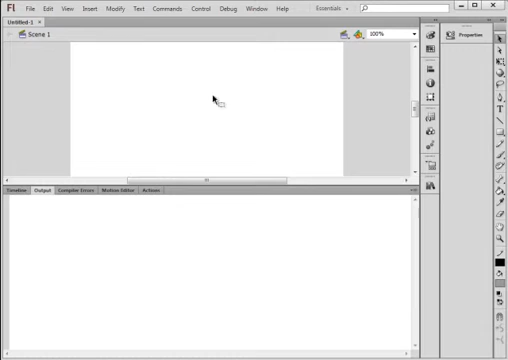 Fl File Edit View Insert Modify Text Commands Control Debug Window Help Essentials
Untitled-1
Scene 1 100%
Properties
Timeline Output Compiler Errors Motion Editor Actions